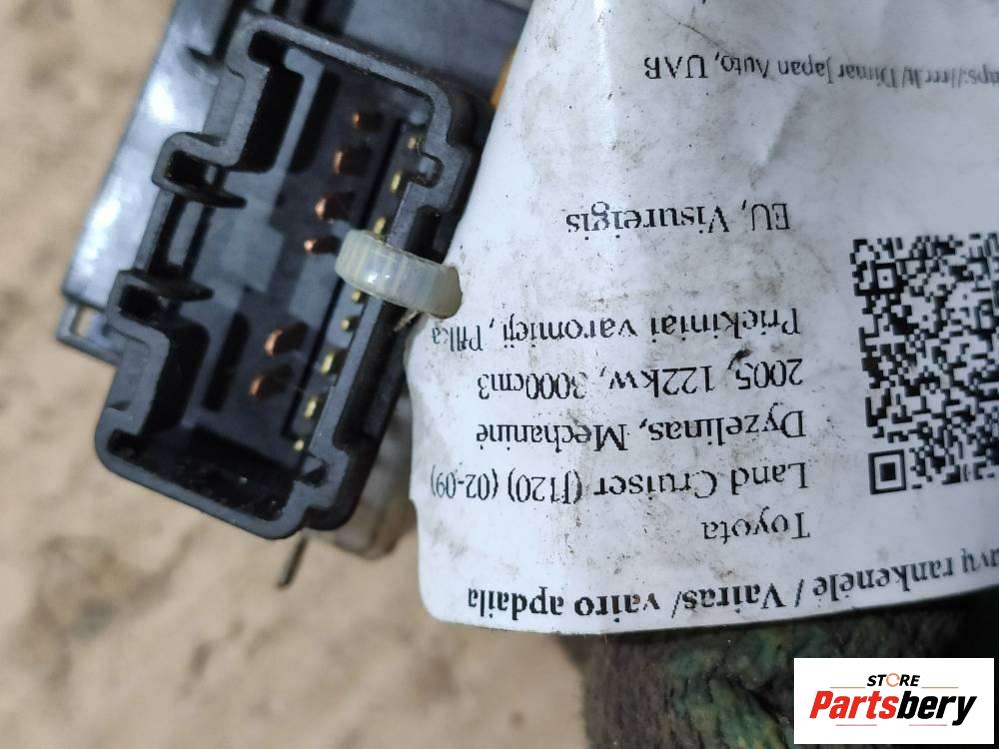 rankenėlė / Vairas/ vairo apdaila
Toyota
Land Cruiser (J120) (02-09)
Dyzelinas, Mechaninė
2005, 122kw, 3000cm3
Priekiniai varomieji, Pilka
EU, Visureigis
Japan Auto, UAB
STORE
Partsbery